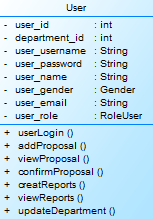 User
- user_id : int
- department_id : int
- user_username : String
- user_password : String
- user_name : String
- user_gender : Gender
- user_email : String
- user_role : RoleUser
+ userLogin ()
+ addProposal ()
+ viewProposal ()
+ confirmProposal ()
+ creatReports ()
+ viewReports ()
+ updateDepartment ()